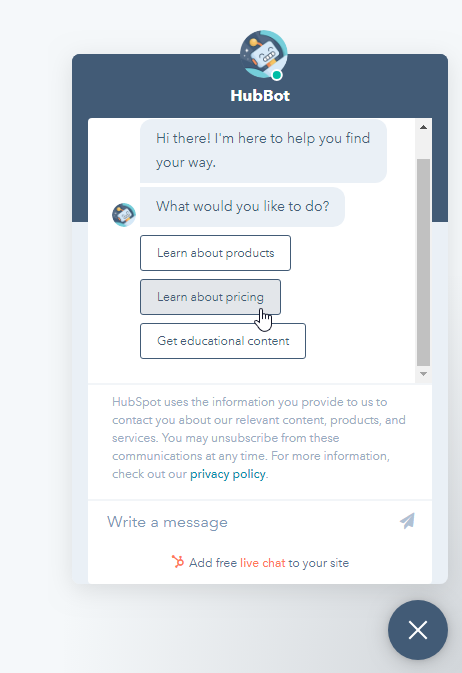 HubBot
Hi there! I'm here to help you find
your way.
What would you like to do?
Learn about products
Learn about pricing
Get educational content
HubSpot uses the information you provide to us to
contact you about our relevant content, products, and
services. You may unsubscribe from these
communications at any time. For more information,
check out our privacy policy.
Write a message
Add free live chat to your site